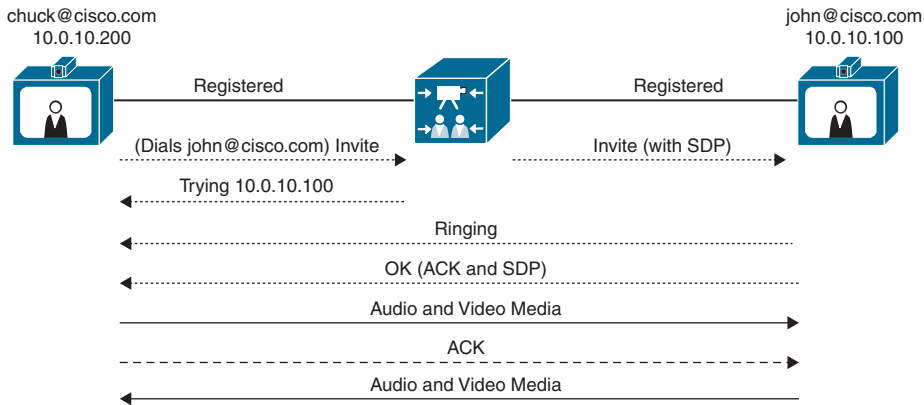 chuck@cisco.com
10.0.10.200
john@cisco.com
10.0.10.100
Registered
Registered
(Dials john@cisco.com) Invite
Invite (with SDP)
Trying 10.0.10.100
Ringing
OK (ACK and SDP)
Audio and Video Media
ACK
Audio and Video Media